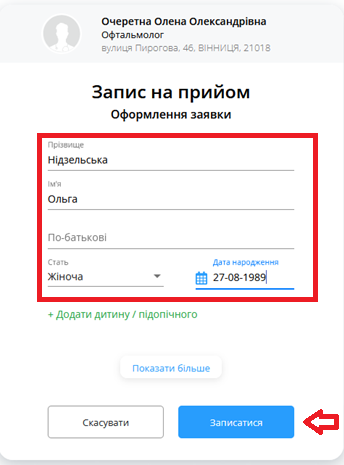 Очеретна Олена Олександрівна
Офтальмолог
вулиця Пирогова, 46, ВІННИЦЯ, 21018
Запис на прийом
Оформлення заявки
Прізвище
Нідзельська
Ім'я
Ольга
По-батькові
Стать
Дата народження
Жіноча
27-08-1989
+ Додати дитину / підопічного
Показати більше
Скасувати
Записатися